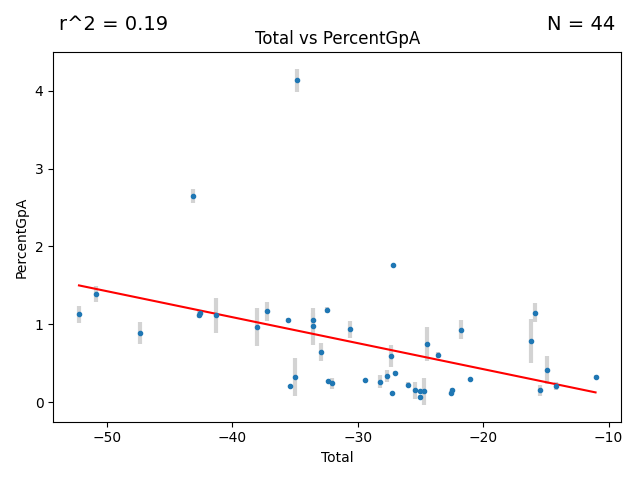 r^2 = 0.19
N = 44
Total vs PercentGpA
PercentGpA
4
3
2
1
0
−50
−40
−30
−20
−10
Total